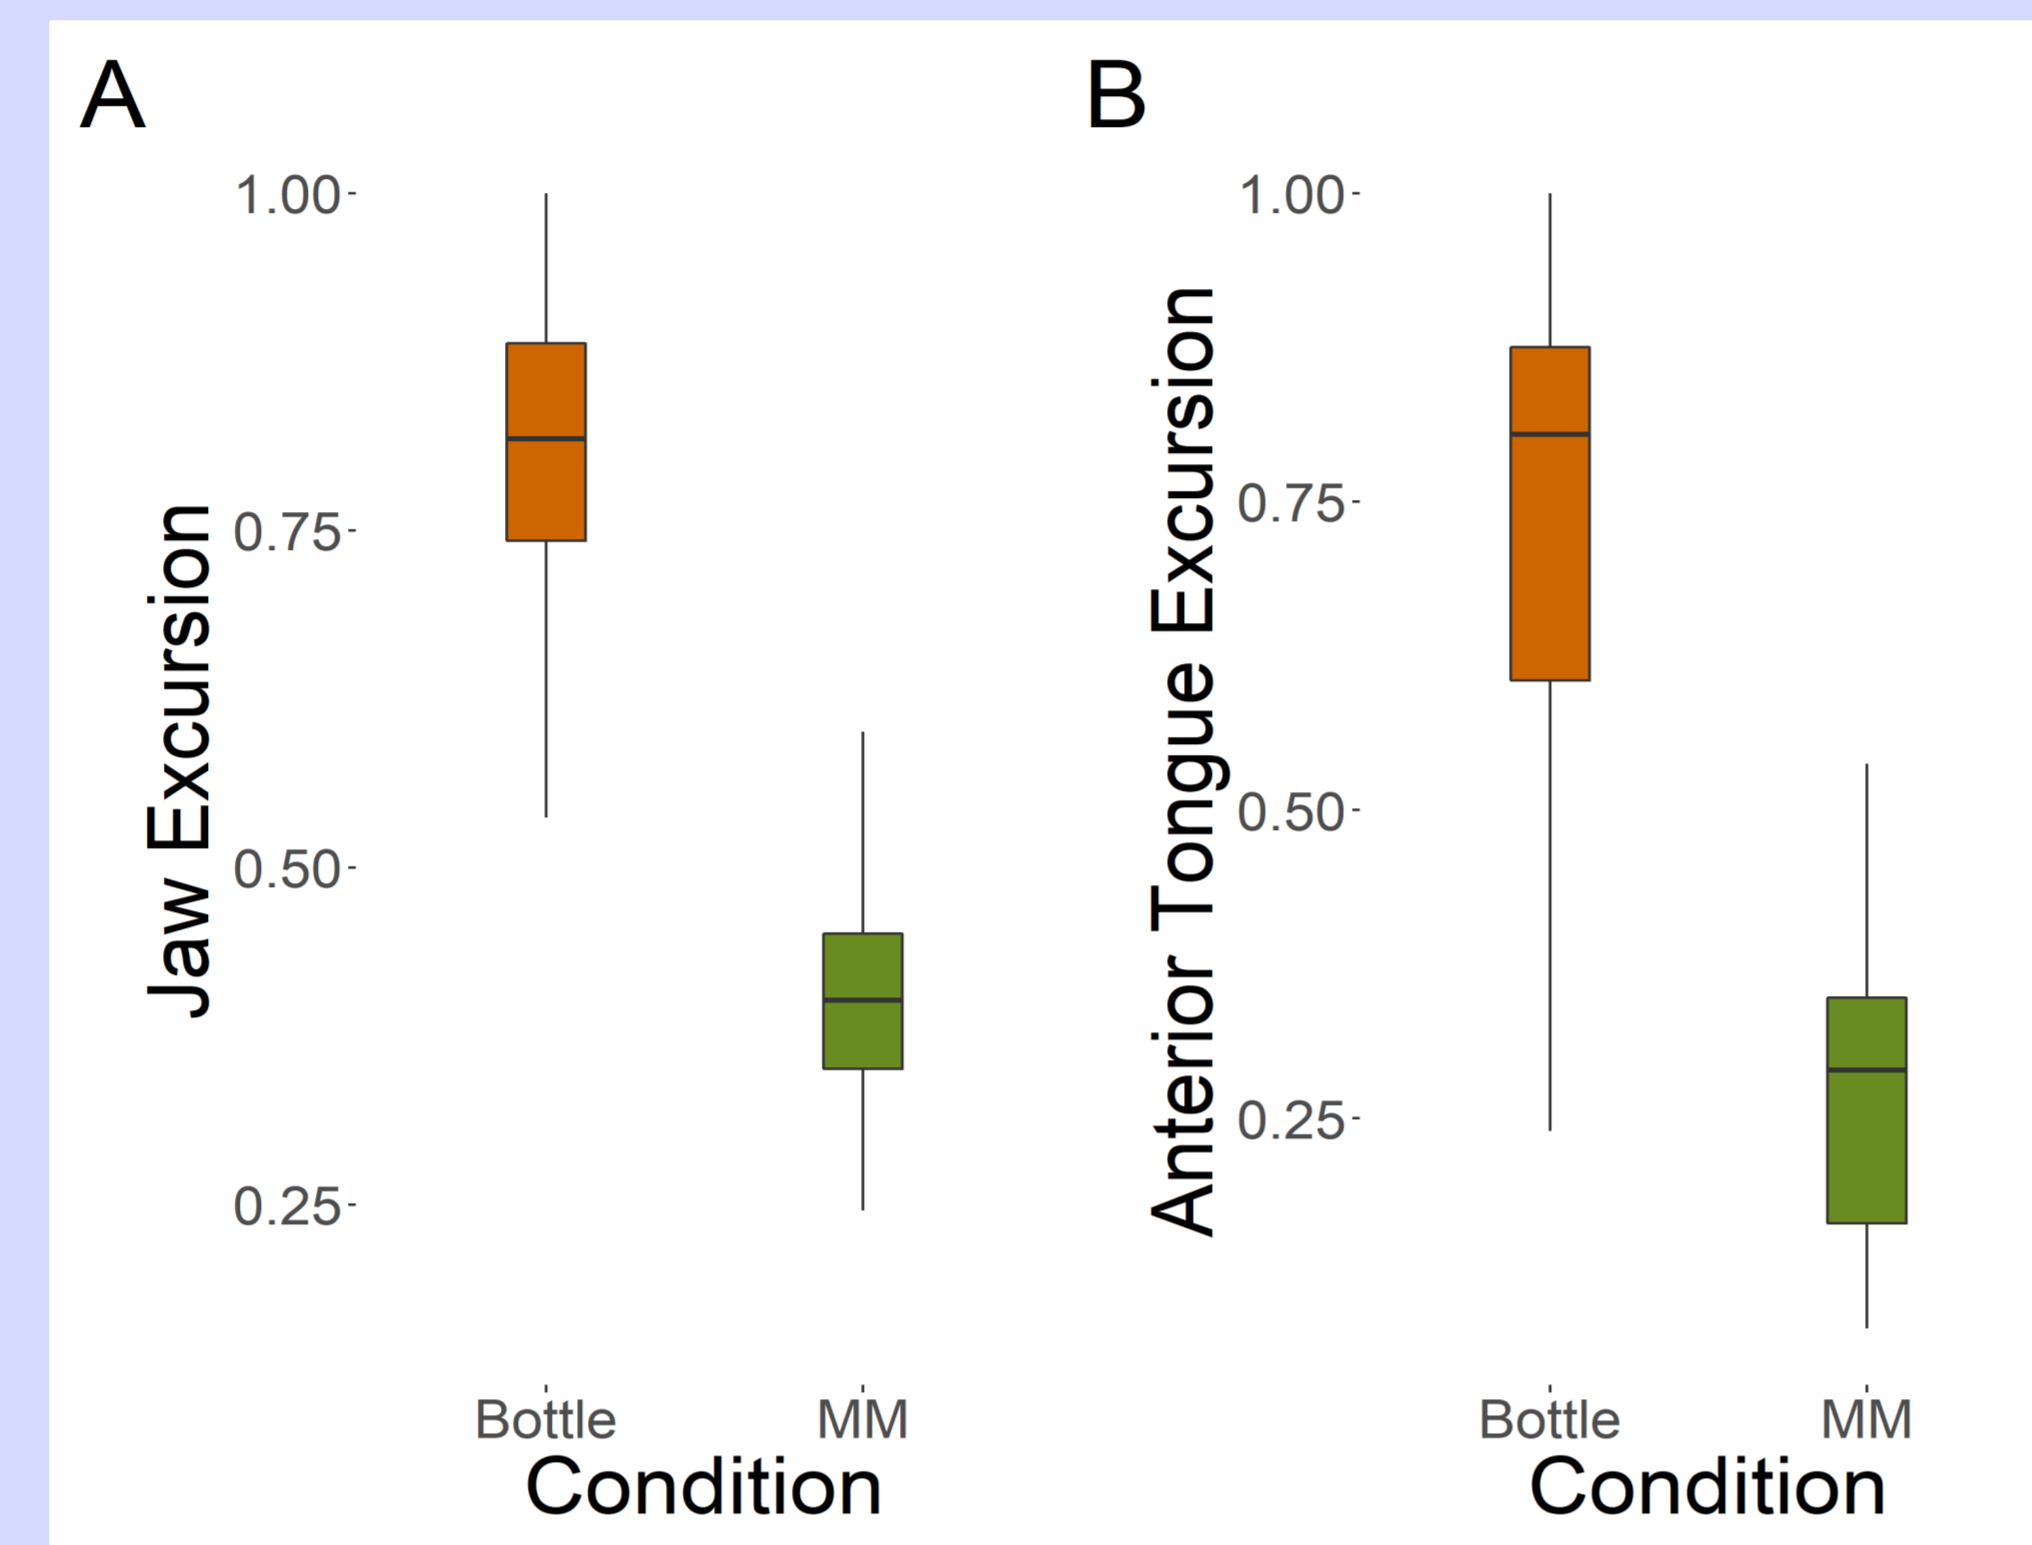 A
Jaw Excursion
1.00
0.75
0.50
0.25
Bottle MM
Condition
B
Anterior Tongue Excursion
1.00
0.75
0.50
0.25
Bottle MM
Condition